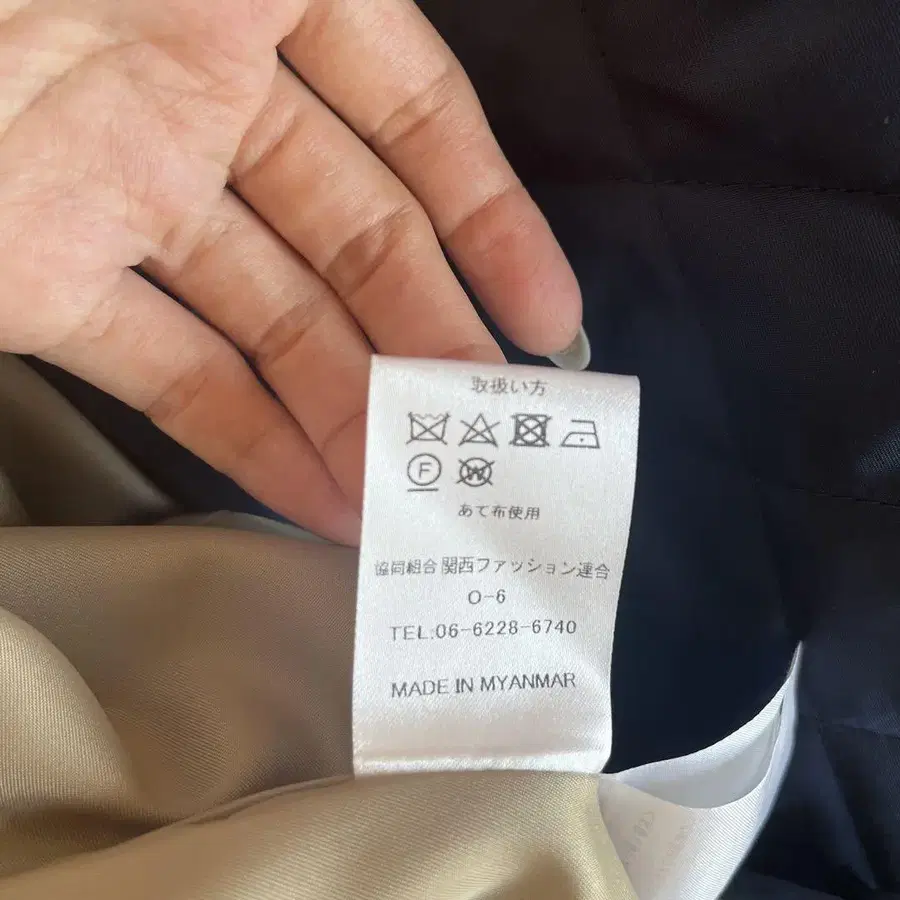 取扱い方
F W
あて布使用
協同組合 関西ファッション連合
O-6
TEL:06-6228-6740
MADE IN MYANMAR